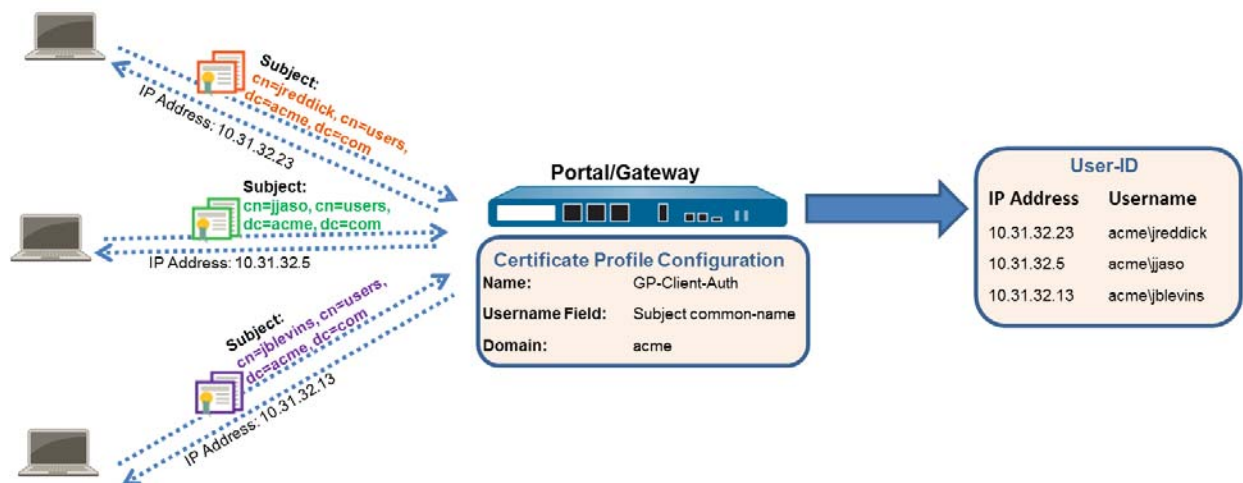 Subject:
cn=jreddick, cn=users,
dc=acme, dc=com
IP Address: 10.31.32.23
Subject:
cn=jjaso, cn=users,
dc=acme, dc=com
IP Address: 10.31.32.5
Subject:
cn=jblevins, cn=users,
dc=acme, dc=com
IP Address: 10.31.32.13
Portal/Gateway
Certificate Profile Configuration
Name: GP-Client-Auth
Username Field: Subject common-name
Domain: acme
User-ID
IP Address Username
10.31.32.23 acme\jreddick
10.31.32.5 acme\jjaso
10.31.32.13 acme\jblevins